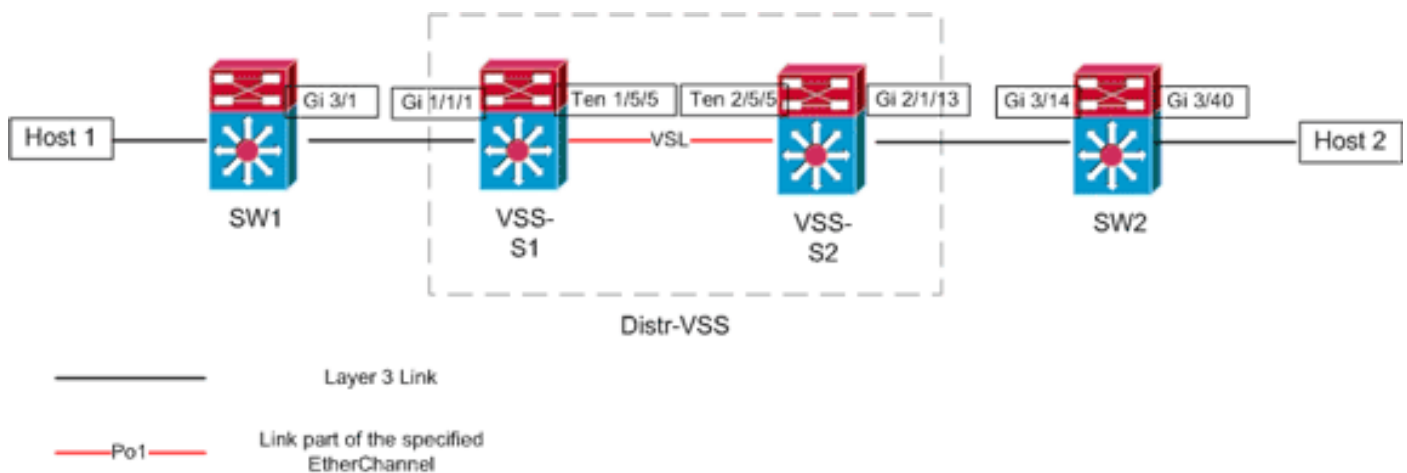 Gi 3/1
Gi 1/1/1
Ten 1/5/5
Ten 2/5/5
Gi 2/1/13
Gi 3/14
Gi 3/40
Host 1
VSL
Host 2
SW1
VSS-
S1
VSS-
S2
SW2
Distr-VSS
Layer 3 Link
Po1
Link part of the specified
EtherChannel